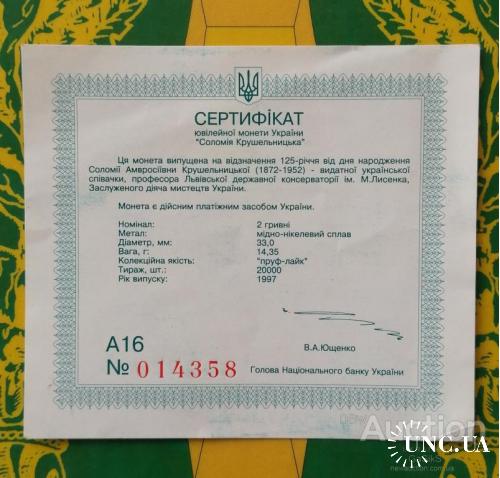 СЕРТИФІКАТ
ювілейної монети України
"Соломія Крушельницька"
Ця монета випущена на відзначення 125-річчя від дня народження
Соломії Амвросіївни Крушельницької (1872-1952) - видатної української
співачки, професора Львівської державної консерваторії ім. М.Лисенка,
Заслуженого діяча мистецтв України.
Монета є дійсним платіжним засобом України.
Номінал: 2 гривні
Метал: мідно-нікелевий сплав
Діаметр, мм: 33,0
Вага, г: 14,35
Колекційна якість: "пруф-лайк"
Тираж, шт.: 20000
Рік випуску: 1997
А16
№ 014358
В.А.Ющенко
Голова Національного банку України
Auction
UNC.UA